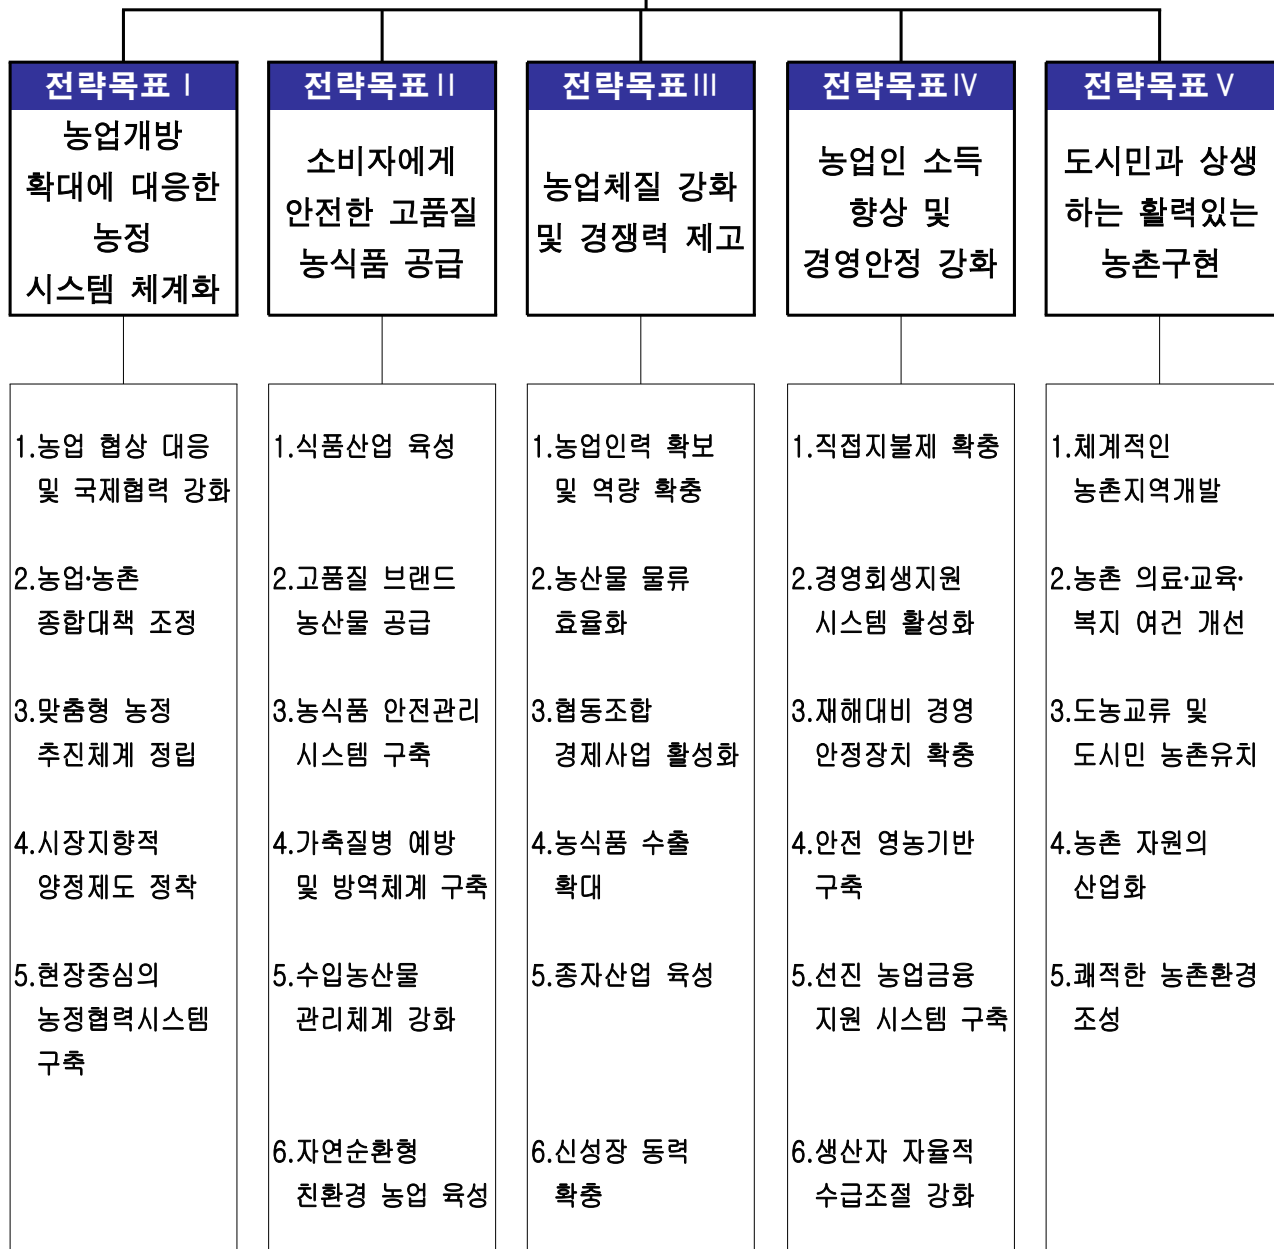 전략목표Ⅰ
농업개방
확대에 대응한
농정
시스템 체계화
1.농업 협상 대응
및 국제협력 강화
2.농업·농촌
종합대책 조정
3.맞춤형 농정
추진체계 정립
4.시장지향적
양정제도 정착
5.현장중심의
농정협력시스템
구축
전략목표Ⅱ
소비자에게
안전한 고품질
농식품 공급
1.식품산업 육성
2.고품질 브랜드
농산물 공급
3.농식품 안전관리
시스템 구축
4.가축질병 예방
및 방역체계 구축
5.수입농산물
관리체계 강화
6.자연순환형
친환경 농업 육성
전략목표Ⅲ
농업체질 강화
및 경쟁력 제고
1.농업인력 확보
및 역량 확충
2.농산물 물류
효율화
3.협동조합
경제사업 활성화
4.농식품 수출
확대
5.종자산업 육성
6.신성장 동력
확충
전략목표Ⅳ
농업인 소득
향상 및
경영안정 강화
1.직접지불제 확충
2.경영회생지원
시스템 활성화
3.재해대비 경영
안정장치 확충
4.안전 영농기반
구축
5.선진 농업금융
지원 시스템 구축
6.생산자 자율적
수급조절 강화
전략목표Ⅴ
도시민과 상생
하는 활력있는
농촌구현
1.체계적인
농촌지역개발
2.농촌 의료·교육·
복지 여건 개선
3.도농교류 및
도시민 농촌유치
4.농촌 자원의
산업화
5.쾌적한 농촌환경
조성